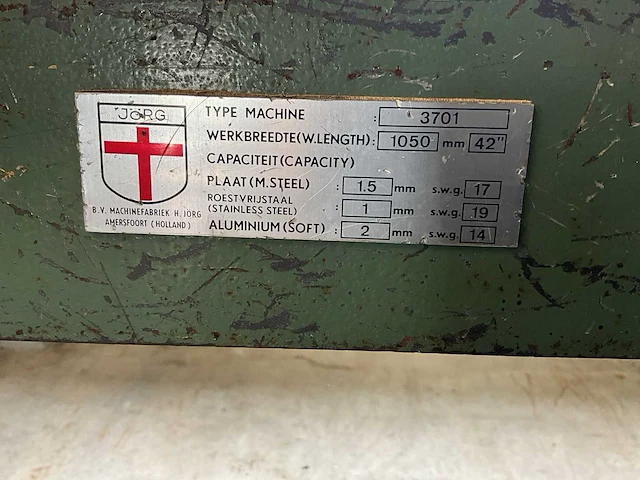 JÖRG
B.V. MACHINEFABRIEK H. JÖRG
AMERSFOORT (HOLLAND)
TYPE MACHINE : 3701
WERKBREEDTE(W.LENGTH): 1050 mm 42"
CAPACITEIT(CAPACITY)
PLAAT(M.STEEL) : 1.5 mm s.w.g. 17
ROESTVRIJSTAAL
(STAINLESS STEEL) : 1 mm s.w.g. 19
ALUMINIUM(SOFT) : 2 mm s.w.g. 14